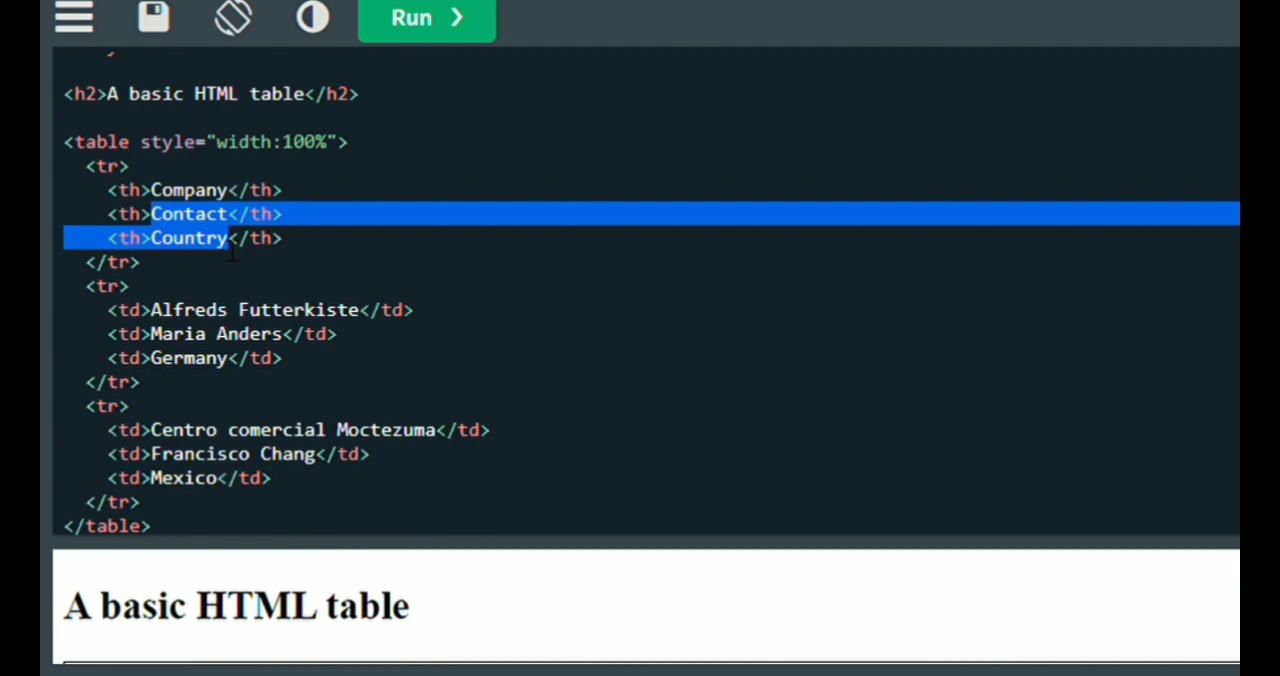 Run ❯
<h2>A basic HTML table</h2>
<table style="width:100%">
<tr>
<th>Company</th>
<th>Contact</th>
<th>Country</th>
</tr>
<tr>
<td>Alfreds Futterkiste</td>
<td>Maria Anders</td>
<td>Germany</td>
</tr>
<tr>
<td>Centro comercial Moctezuma</td>
<td>Francisco Chang</td>
<td>Mexico</td>
</tr>
</table>
A basic HTML table